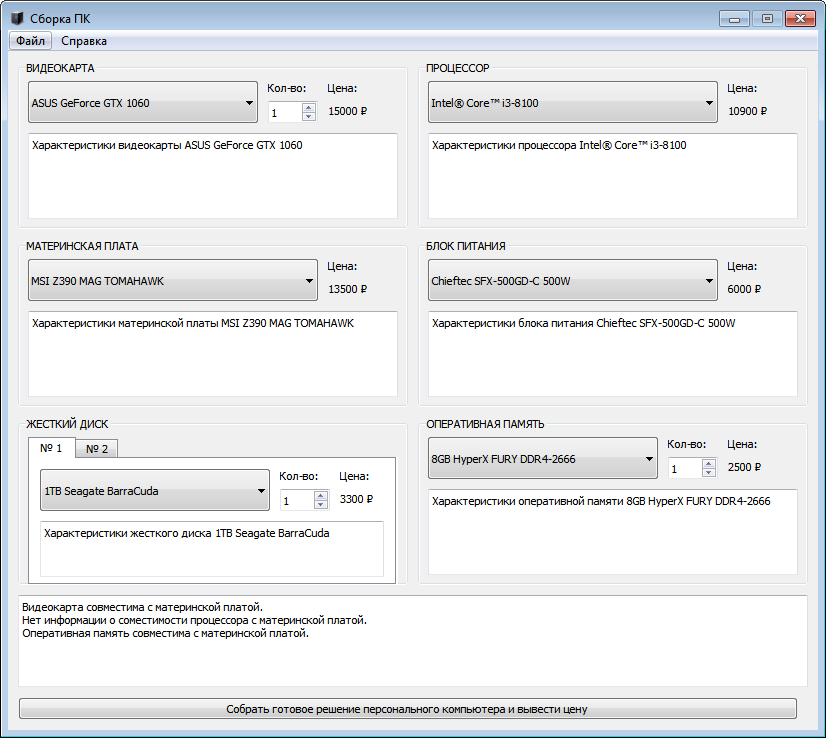 Сборка ПК
Файл Справка
ВИДЕОКАРТА
ASUS GeForce GTX 1060
Кол-во: Цена:
1 15000 ₽
Характеристики видеокарты ASUS GeForce GTX 1060
ПРОЦЕССОР
Intel® Core™ i3-8100
Цена:
10900 ₽
Характеристики процессора Intel® Core™ i3-8100
МАТЕРИНСКАЯ ПЛАТА
MSI Z390 MAG TOMAHAWK
Цена:
13500 ₽
Характеристики материнской платы MSI Z390 MAG TOMAHAWK
БЛОК ПИТАНИЯ
Chieftec SFX-500GD-C 500W
Цена:
6000 ₽
Характеристики блока питания Chieftec SFX-500GD-C 500W
ЖЕСТКИЙ ДИСК
№ 1 № 2
1TB Seagate BarraCuda
Кол-во: Цена:
1 3300 ₽
Характеристики жесткого диска 1TB Seagate BarraCuda
ОПЕРАТИВНАЯ ПАМЯТЬ
8GB HyperX FURY DDR4-2666
Кол-во: Цена:
1 2500 ₽
Характеристики оперативной памяти 8GB HyperX FURY DDR4-2666
Видеокарта совместима с материнской платой.
Нет информации о соместимости процессора с материнской платой.
Оперативная память совместима с материнской платой.
Собрать готовое решение персонального компьютера и вывести цену